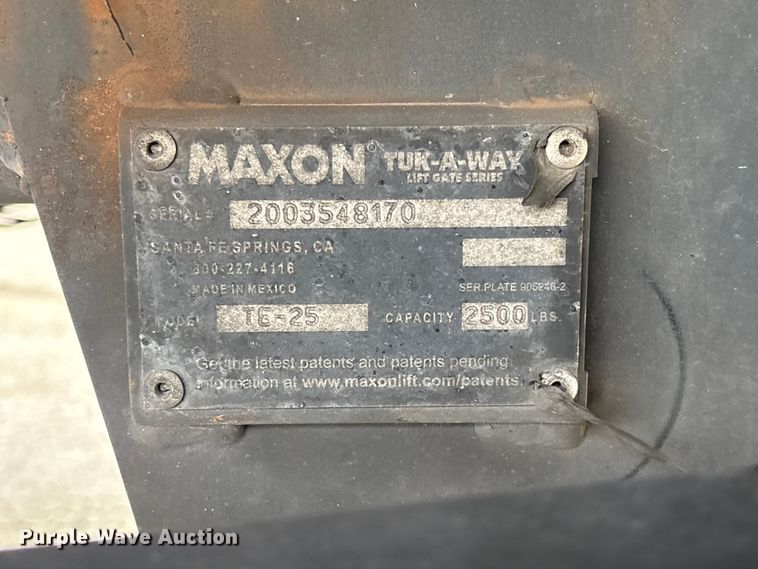 MAXON TUK-A-WAY
LIFT GATE SERIES
SERIAL# 2003548170
SANTA FE SPRINGS, CA
800-227-4116
MADE IN MEXICO SER.PLATE 905246-2
MODEL TE-25 CAPACITY 2500 LBS.
Get the latest patents and patents pending
information at www.maxonlift.com/patents.
Purple Wave Auction